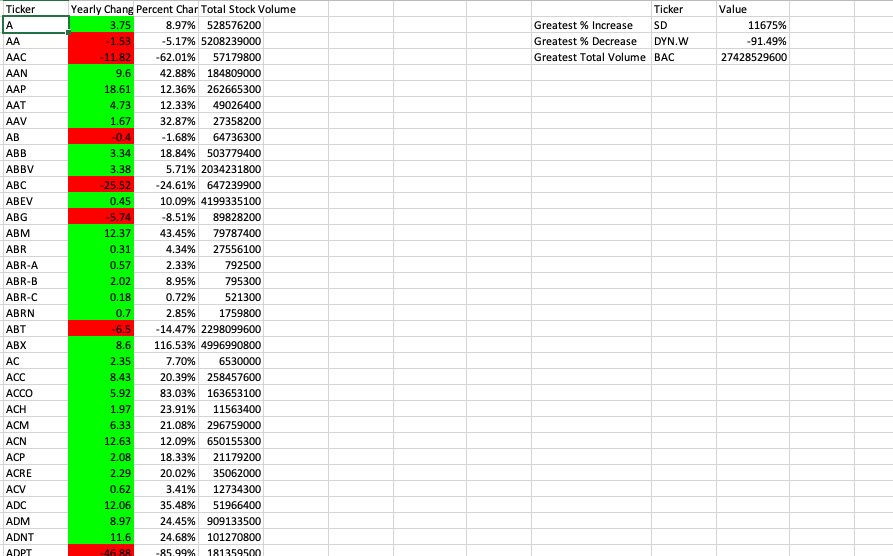 Ticker Yearly Chang Percent Char Total Stock Volume Ticker Value
A 3.75 8.97% 528576200 Greatest % Increase SD 11675%
AA -1.53 -5.17% 5208239000 Greatest % Decrease DYN.W -91.49%
AAC -11.82 -62.01% 57179800 Greatest Total Volume BAC 27428529600
AAN 9.6 42.88% 184809000
AAP 18.61 12.36% 262665300
AAT 4.73 12.33% 49026400
AAV 1.67 32.87% 27358200
AB -0.4 -1.68% 64736300
ABB 3.34 18.84% 503779400
ABBV 3.38 5.71% 2034231800
ABC -25.52 -24.61% 647239900
ABEV 0.45 10.09% 4199335100
ABG -5.74 -8.51% 89828200
ABM 12.37 43.45% 79787400
ABR 0.31 4.34% 27556100
ABR-A 0.57 2.33% 792500
ABR-B 2.02 8.95% 795300
ABR-C 0.18 0.72% 521300
ABRN 0.7 2.85% 1759800
ABT -6.5 -14.47% 2298099600
ABX 8.6 116.53% 4996990800
AC 2.35 7.70% 6530000
ACC 8.43 20.39% 258457600
ACCO 5.92 83.03% 163653100
ACH 1.97 23.91% 11563400
ACM 6.33 21.08% 296759000
ACN 12.63 12.09% 650155300
ACP 2.08 18.33% 21179200
ACRE 2.29 20.02% 35062000
ACV 0.62 3.41% 12734300
ADC 12.06 35.48% 51966400
ADM 8.97 24.45% 909133500
ADNT 11.6 24.68% 101270800
ADPT -46.88 -85.99% 181359500